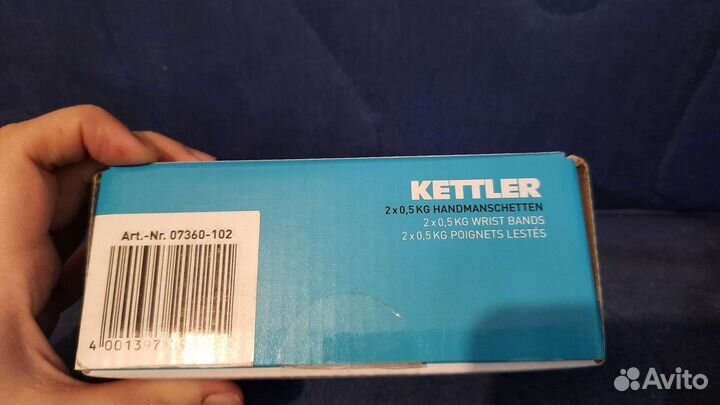 KETTLER
2 x 0,5 KG HANDMANSCHETTEN
2 x 0,5 KG WRIST BANDS
2 x 0,5 KG POIGNETS LESTÉS
Art.-Nr. 07360-102
4 001397
Avito